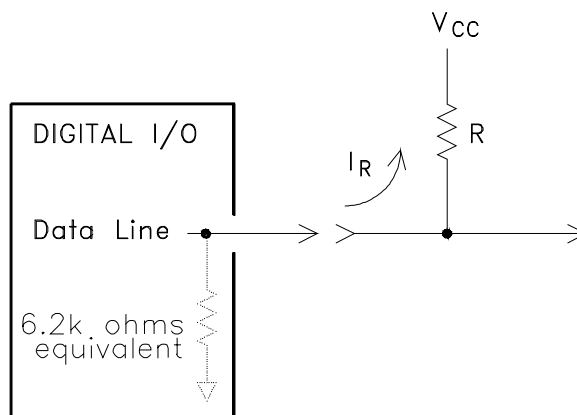 VCC
DIGITAL I/O
R
IR
Data Line
6.2k ohms
equivalent